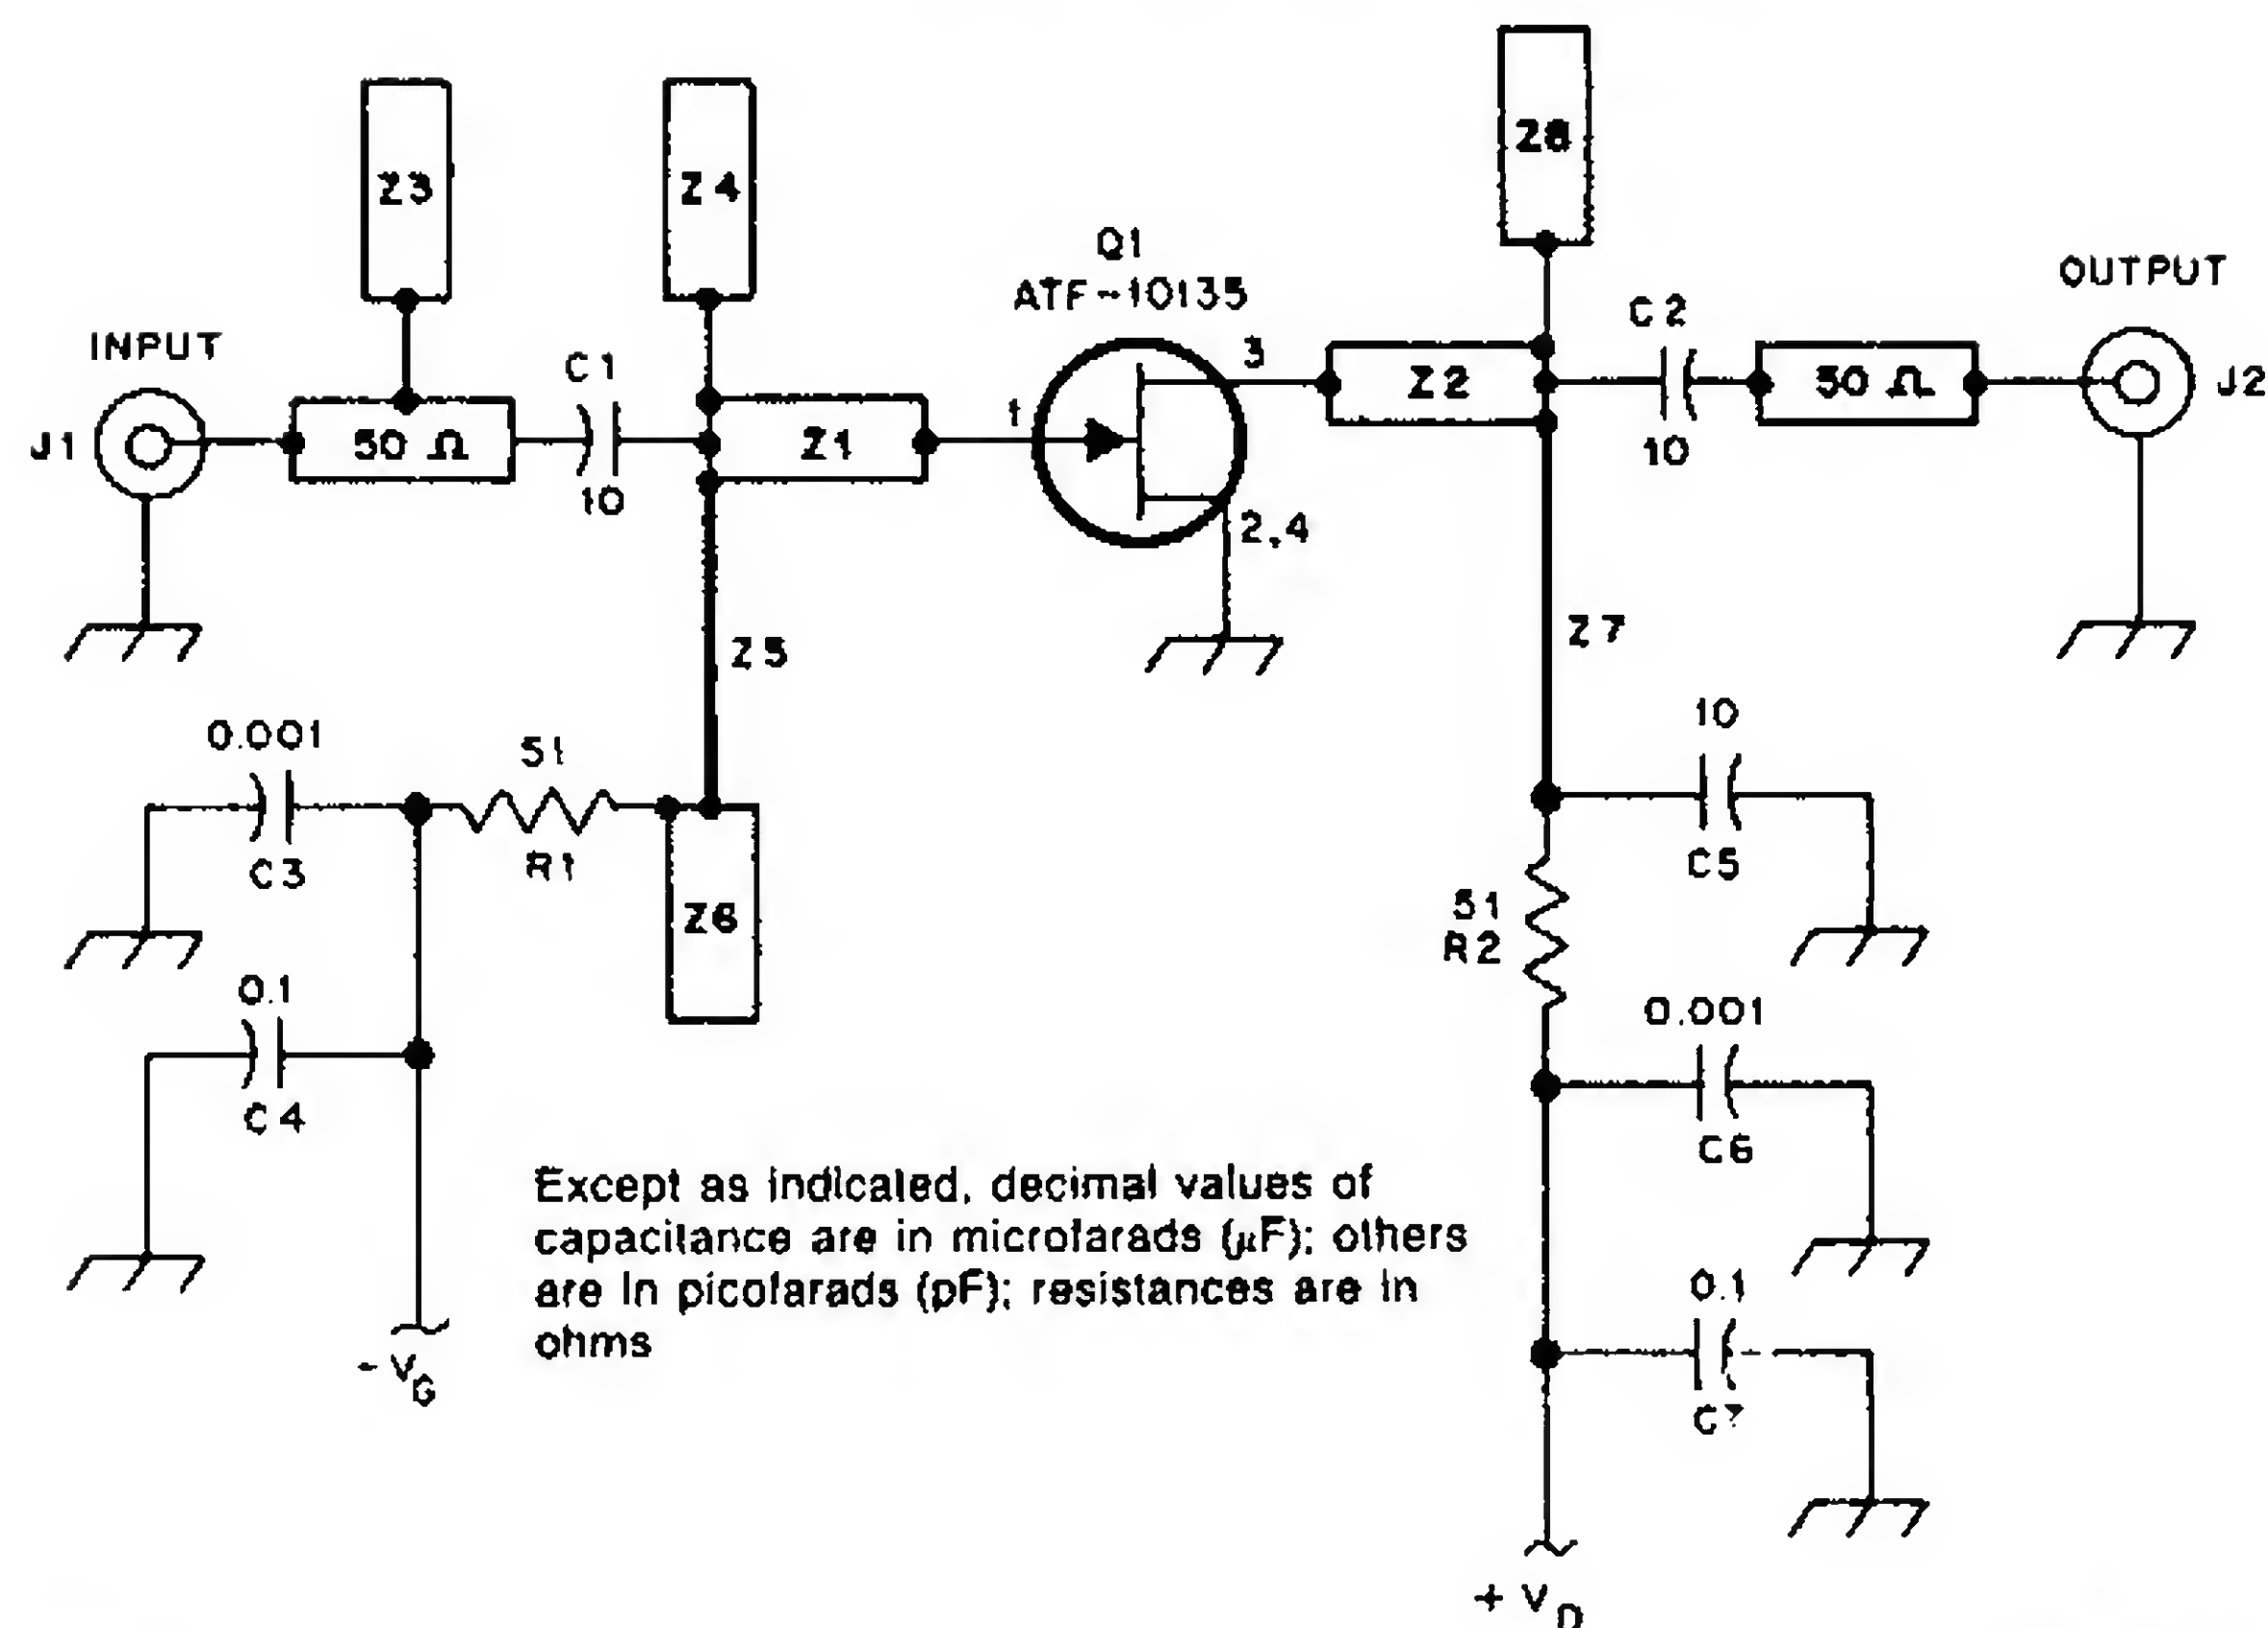 Z3
Z4
Z8
Q1
ATF-10135
OUTPUT
INPUT
C1
C2
3
J1
50 Ω
10
Z1
1
Z2
10
50 Ω
J2
2,4
Z5
Z7
0.001
C3
51
R1
10
C5
Z6
51
R2
0.1
C4
0.001
C6
0.1
C7
Except as indicated, decimal values of
capacitance are in microfarads (μF); others
are in picofarads (pF); resistances are in
ohms
- VG
+ VD